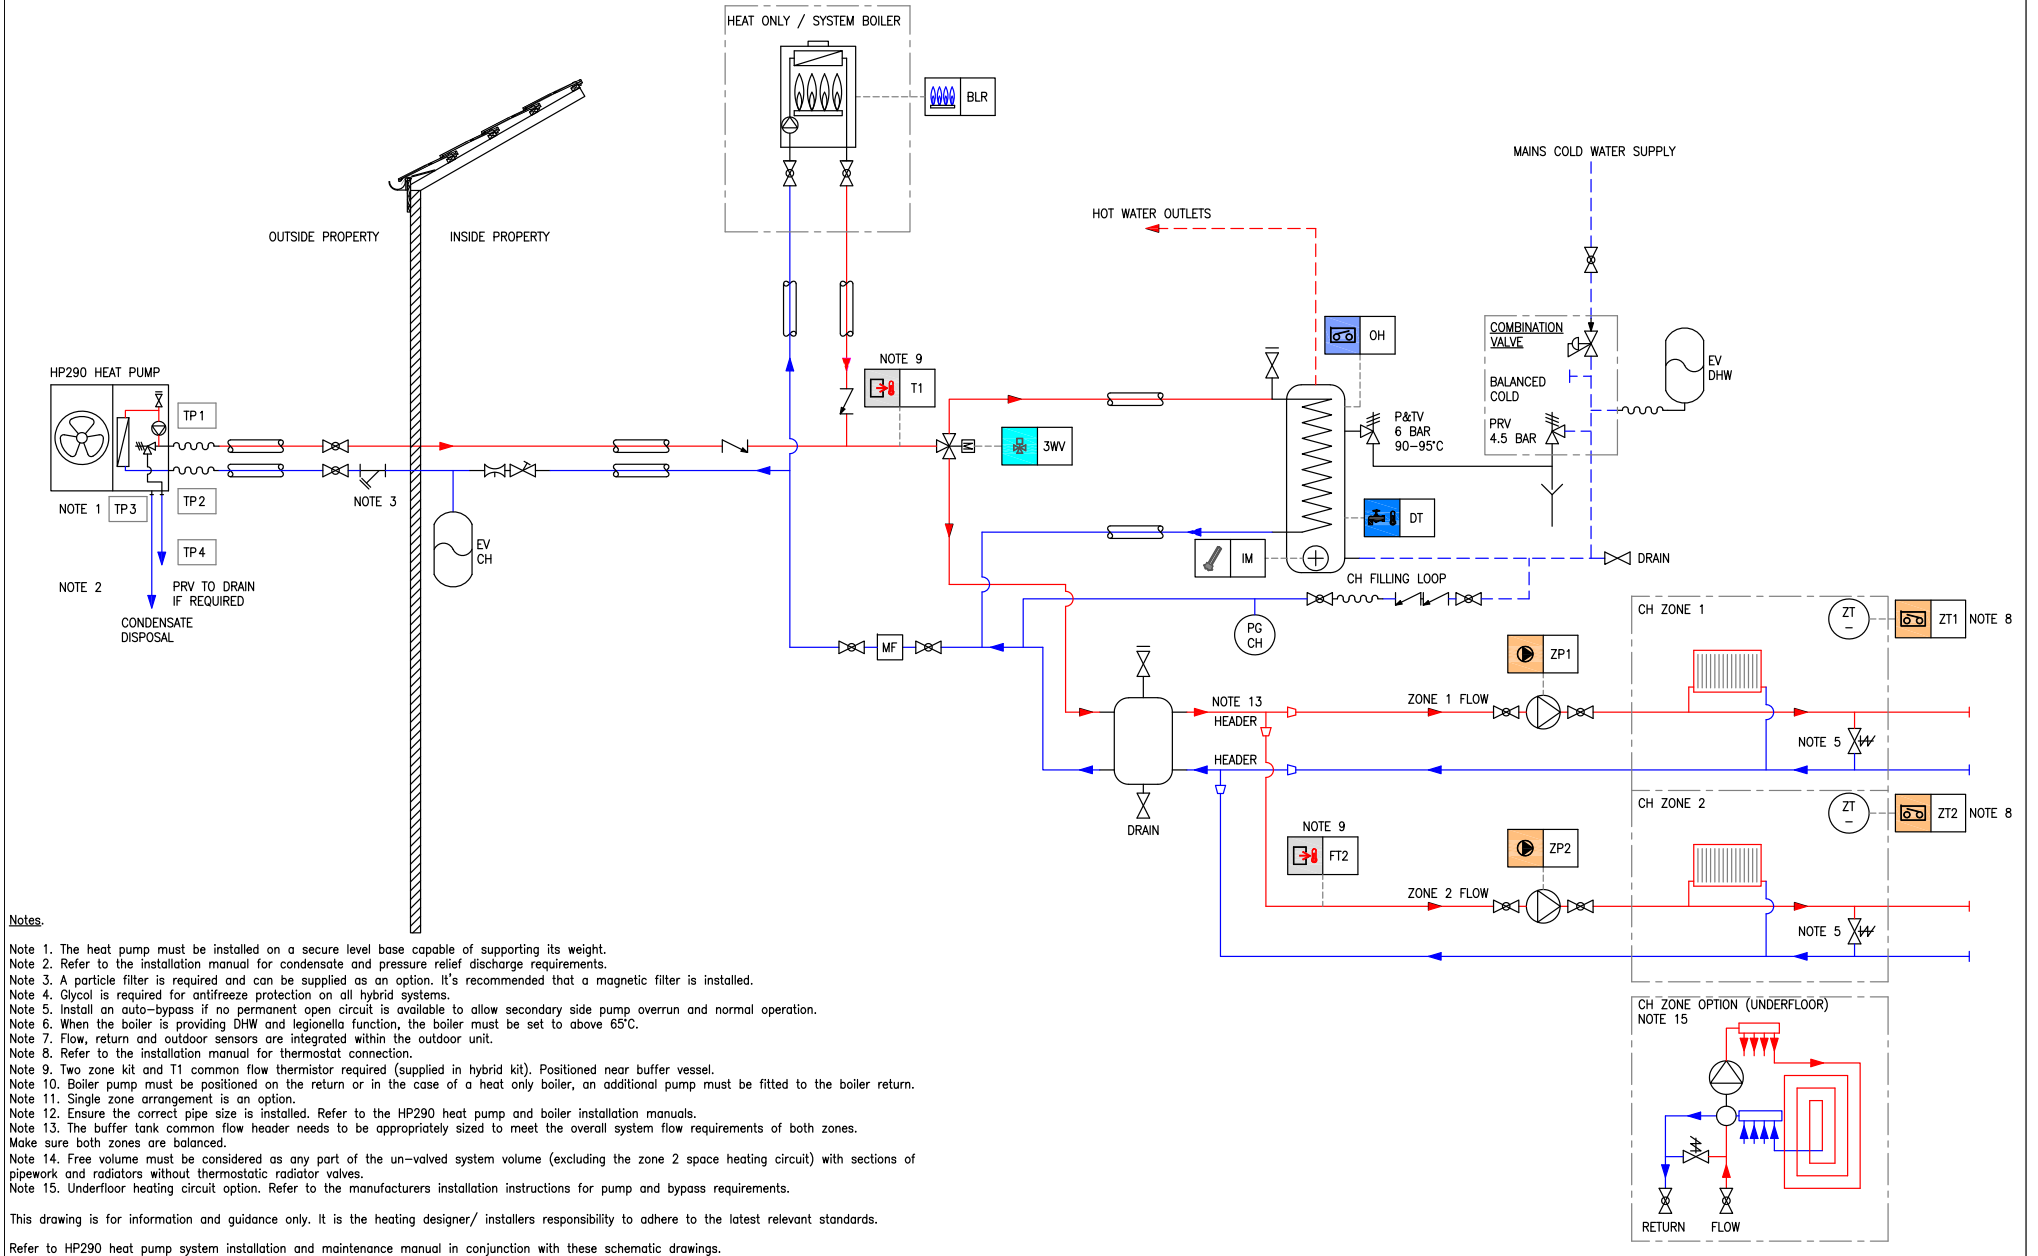 HEAT ONLY / SYSTEM BOILER
BLR
MAINS COLD WATER SUPPLY
HOT WATER OUTLETS
OUTSIDE PROPERTY
INSIDE PROPERTY
COMBINATION
VALVE
OH
EV
DHW
NOTE 9
T1
HP290 HEAT PUMP
BALANCED
COLD
TP1
P&TV
6 BAR
90-95°C
PRV
4.5 BAR
M
3WV
NOTE 1
TP3
TP2
NOTE 3
DT
TP4
EV
CH
IM
DRAIN
NOTE 2
PRV TO DRAIN
IF REQUIRED
CH FILLING LOOP
CONDENSATE
DISPOSAL
PG
CH
CH ZONE 1
ZT
–
ZT1
NOTE 8
MF
ZP1
NOTE 13
HEADER
ZONE 1 FLOW
NOTE 5
HEADER
CH ZONE 2
ZT
–
ZT2
NOTE 8
DRAIN
NOTE 9
FT2
ZP2
ZONE 2 FLOW
NOTE 5
CH ZONE OPTION (UNDERFLOOR)
NOTE 15
RETURN
FLOW
Notes.
Note 1. The heat pump must be installed on a secure level base capable of supporting its weight.
Note 2. Refer to the installation manual for condensate and pressure relief discharge requirements.
Note 3. A particle filter is required and can be supplied as an option. It's recommended that a magnetic filter is installed.
Note 4. Glycol is required for antifreeze protection on all hybrid systems.
Note 5. Install an auto-bypass if no permanent open circuit is available to allow secondary side pump overrun and normal operation.
Note 6. When the boiler is providing DHW and legionella function, the boiler must be set to above 65°C.
Note 7. Flow, return and outdoor sensors are integrated within the outdoor unit.
Note 8. Refer to the installation manual for thermostat connection.
Note 9. Two zone kit and T1 common flow thermistor required (supplied in hybrid kit). Positioned near buffer vessel.
Note 10. Boiler pump must be positioned on the return or in the case of a heat only boiler, an additional pump must be fitted to the boiler return.
Note 11. Single zone arrangement is an option.
Note 12. Ensure the correct pipe size is installed. Refer to the HP290 heat pump and boiler installation manuals.
Note 13. The buffer tank common flow header needs to be appropriately sized to meet the overall system flow requirements of both zones.
Make sure both zones are balanced.
Note 14. Free volume must be considered as any part of the un-valved system volume (excluding the zone 2 space heating circuit) with sections of
pipework and radiators without thermostatic radiator valves.
Note 15. Underfloor heating circuit option. Refer to the manufacturers installation instructions for pump and bypass requirements.
This drawing is for information and guidance only. It is the heating designer/ installers responsibility to adhere to the latest relevant standards.
Refer to HP290 heat pump system installation and maintenance manual in conjunction with these schematic drawings.